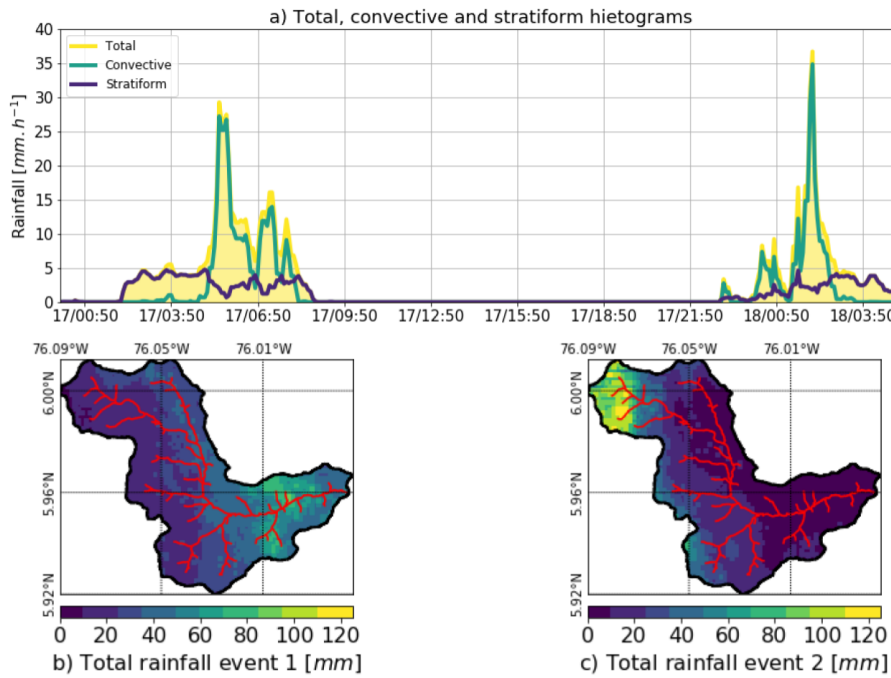 a) Total, convective and stratiform hietograms
Rainfall [mm.h⁻¹]
40
35
30
25
20
15
10
5
0
Total
Convective
Stratiform
17/00:50 17/03:50 17/06:50 17/09:50 17/12:50 17/15:50 17/18:50 17/21:50 18/00:50 18/03:50
76.09°W 76.05°W 76.01°W
6.00°N
5.96°N
5.92°N
0 20 40 60 80 100 120
b) Total rainfall event 1 [mm]
76.09°W 76.05°W 76.01°W
6.00°N
5.96°N
5.92°N
0 20 40 60 80 100 120
c) Total rainfall event 2 [mm]